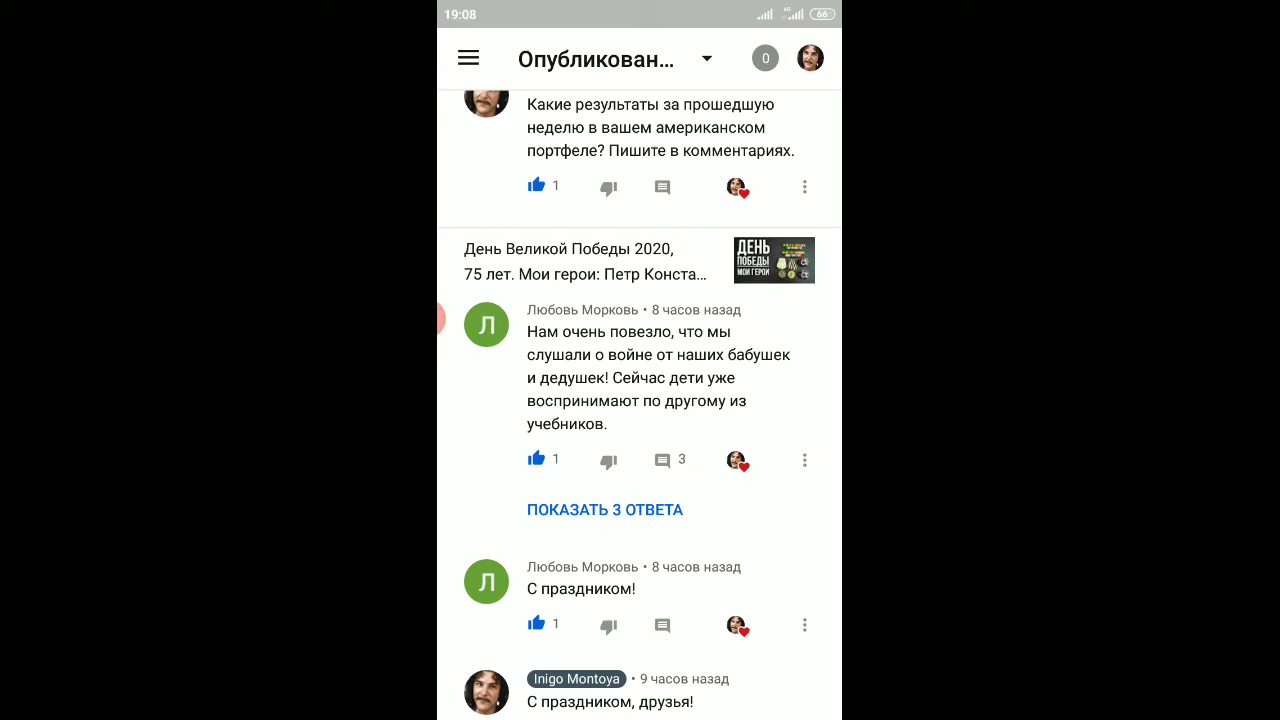 19:08
4G
66
Опубликован...
0
Какие результаты за прошедшую
неделю в вашем американском
портфеле? Пишите в комментариях.
1
День Великой Победы 2020,
75 лет. Мои герои: Петр Конста...
ДЕНЬ
ПОБЕДЫ
МОИ ГЕРОИ
Л
Любовь Морковь • 8 часов назад
Нам очень повезло, что мы
слушали о войне от наших бабушек
и дедушек! Сейчас дети уже
воспринимают по другому из
учебников.
1
3
ПОКАЗАТЬ 3 ОТВЕТА
Л
Любовь Морковь • 8 часов назад
С праздником!
1
Inigo Montoya • 9 часов назад
С праздником, друзья!